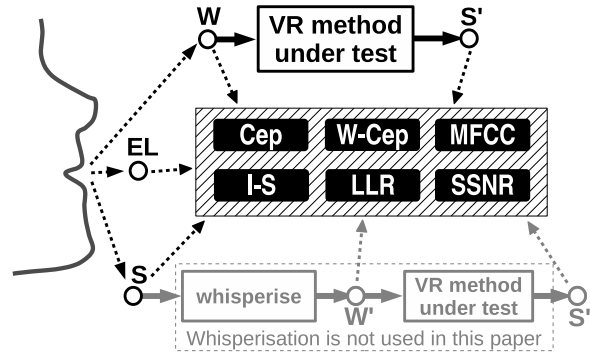 W
VR method
under test
S'
Cep W-Cep MFCC
EL
I-S LLR SSNR
S
whisperise
W'
VR method
under test
S'
Whisperisation is not used in this paper